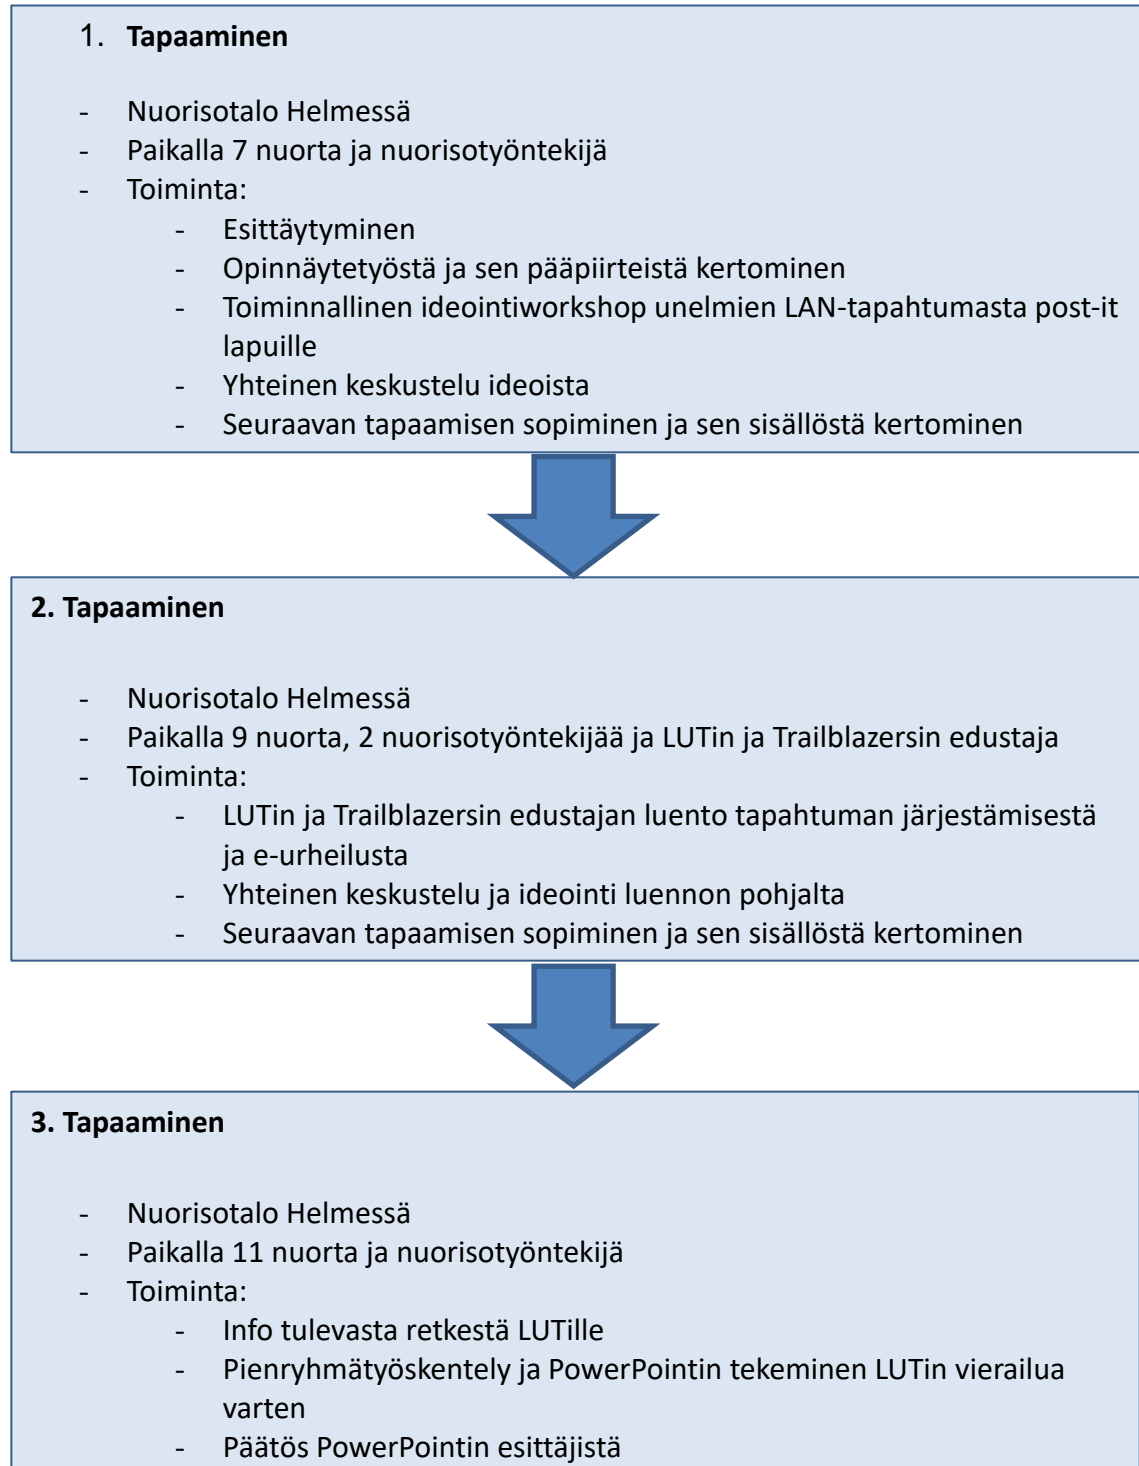 1. Tapaaminen
- Nuorisotalo Helmessä
- Paikalla 7 nuorta ja nuorisotyöntekijä
- Toiminta:
- Esittäytyminen
- Opinnäytetyöstä ja sen pääpiirteistä kertominen
- Toiminnallinen ideointiworkshop unelmien LAN-tapahtumasta post-it
lapuille
- Yhteinen keskustelu ideoista
- Seuraavan tapaamisen sopiminen ja sen sisällöstä kertominen
2. Tapaaminen
- Nuorisotalo Helmessä
- Paikalla 9 nuorta, 2 nuorisotyöntekijää ja LUTin ja Trailblazersin edustaja
- Toiminta:
- LUTin ja Trailblazersin edustajan luento tapahtuman järjestämisestä
ja e-urheilusta
- Yhteinen keskustelu ja ideointi luennon pohjalta
- Seuraavan tapaamisen sopiminen ja sen sisällöstä kertominen
3. Tapaaminen
- Nuorisotalo Helmessä
- Paikalla 11 nuorta ja nuorisotyöntekijä
- Toiminta:
- Info tulevasta retkestä LUTille
- Pienryhmätyöskentely ja PowerPointin tekeminen LUTin vierailua
varten
- Päätös PowerPointin esittäjistä